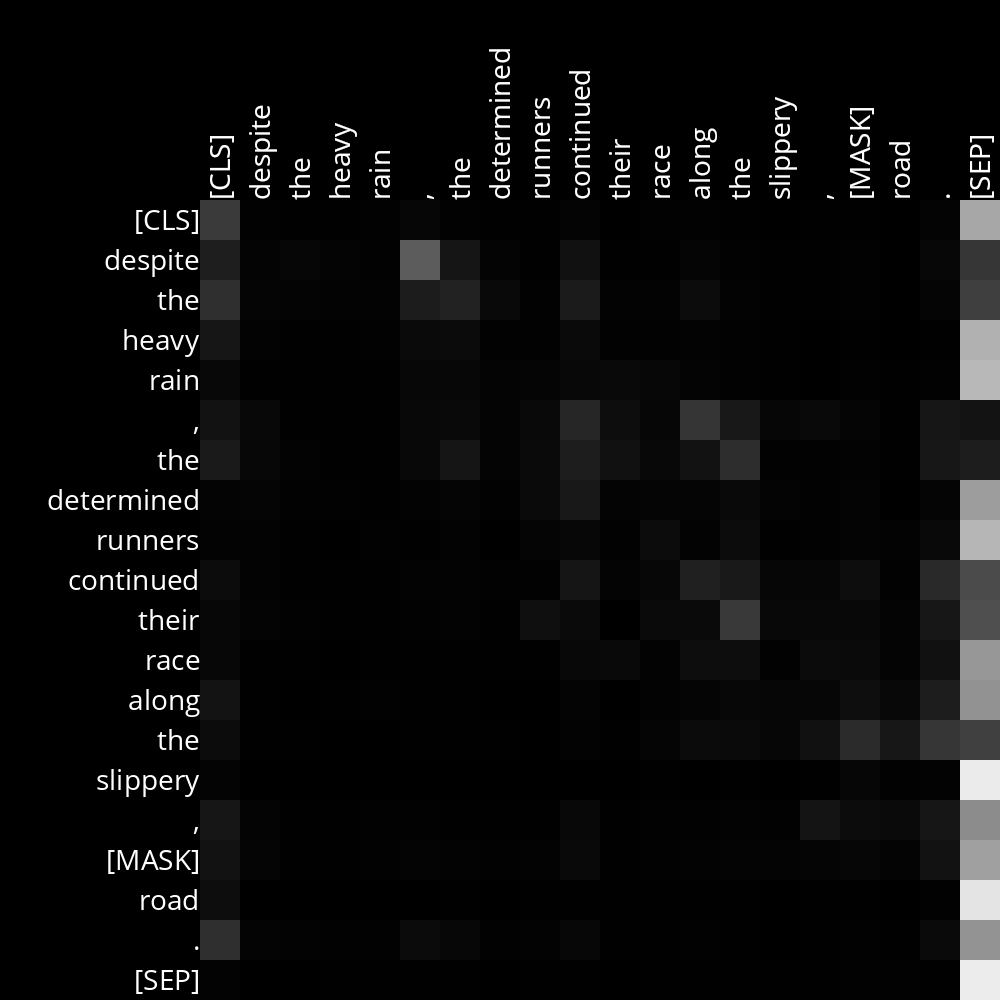 [CLS] despite the heavy rain , the determined runners continued their race along the slippery , [MASK] road . [SEP]
[CLS]
despite
the
heavy
rain
,
the
determined
runners
continued
their
race
along
the
slippery
,
[MASK]
road
.
[SEP]